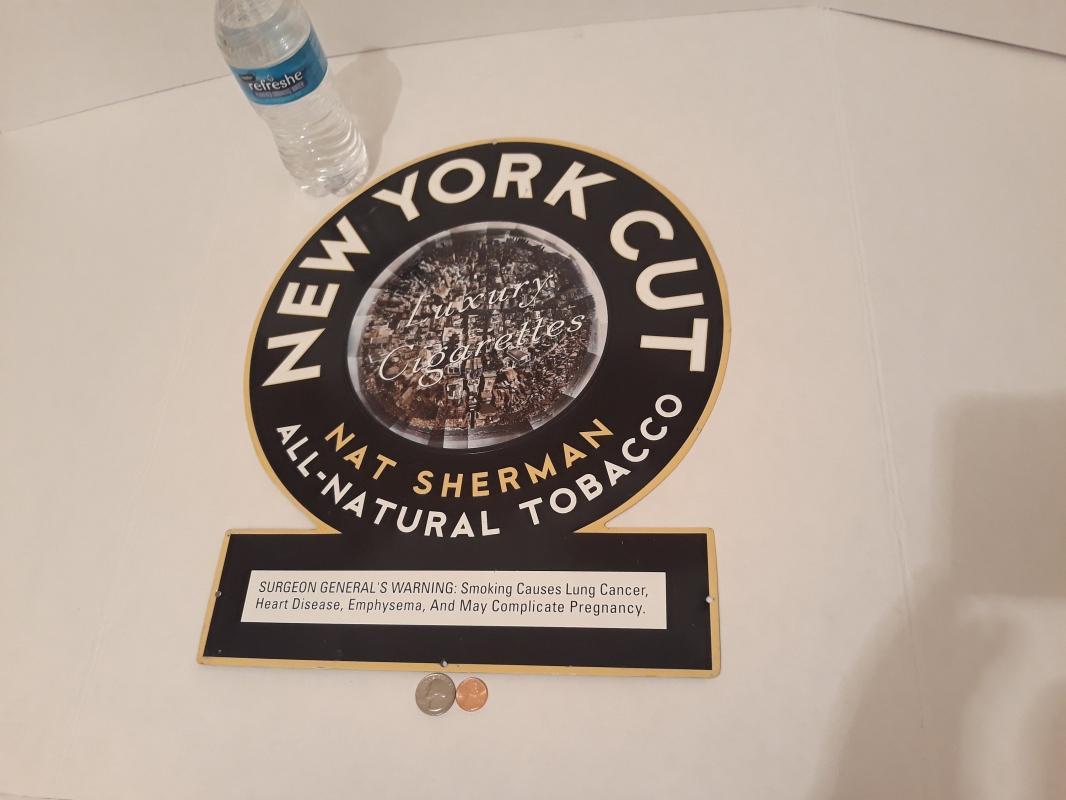 refreshe
NEW YORK CUT
Luxury
Cigarettes
NAT SHERMAN
ALL-NATURAL TOBACCO
SURGEON GENERAL'S WARNING: Smoking Causes Lung Cancer,
Heart Disease, Emphysema, And May Complicate Pregnancy.